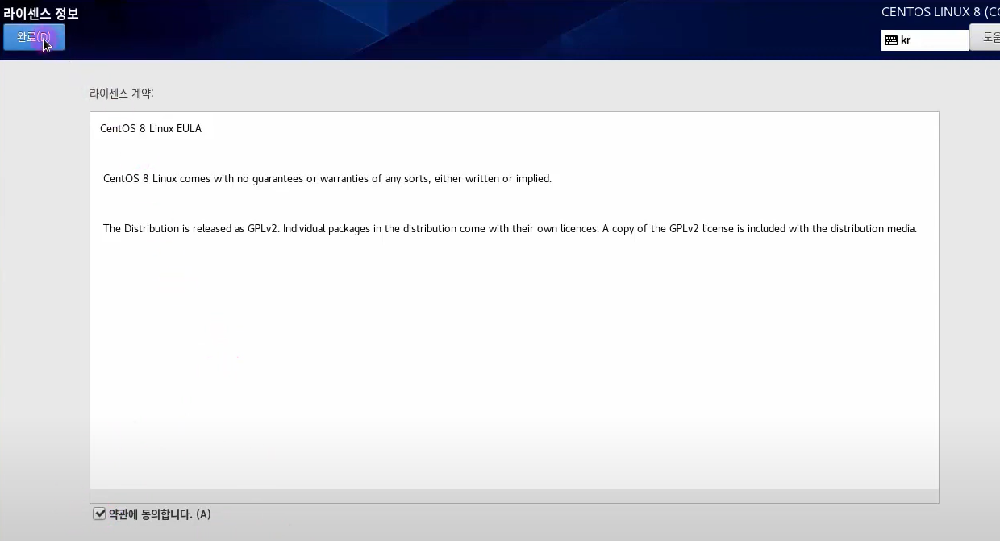 라이센스 정보
CENTOS LINUX 8 (CO
완료(D)
kr
도움
라이센스 계약:
CentOS 8 Linux EULA
CentOS 8 Linux comes with no guarantees or warranties of any sorts, either written or implied.
The Distribution is released as GPLv2. Individual packages in the distribution come with their own licences. A copy of the GPLv2 license is included with the distribution media.
약관에 동의합니다. (A)